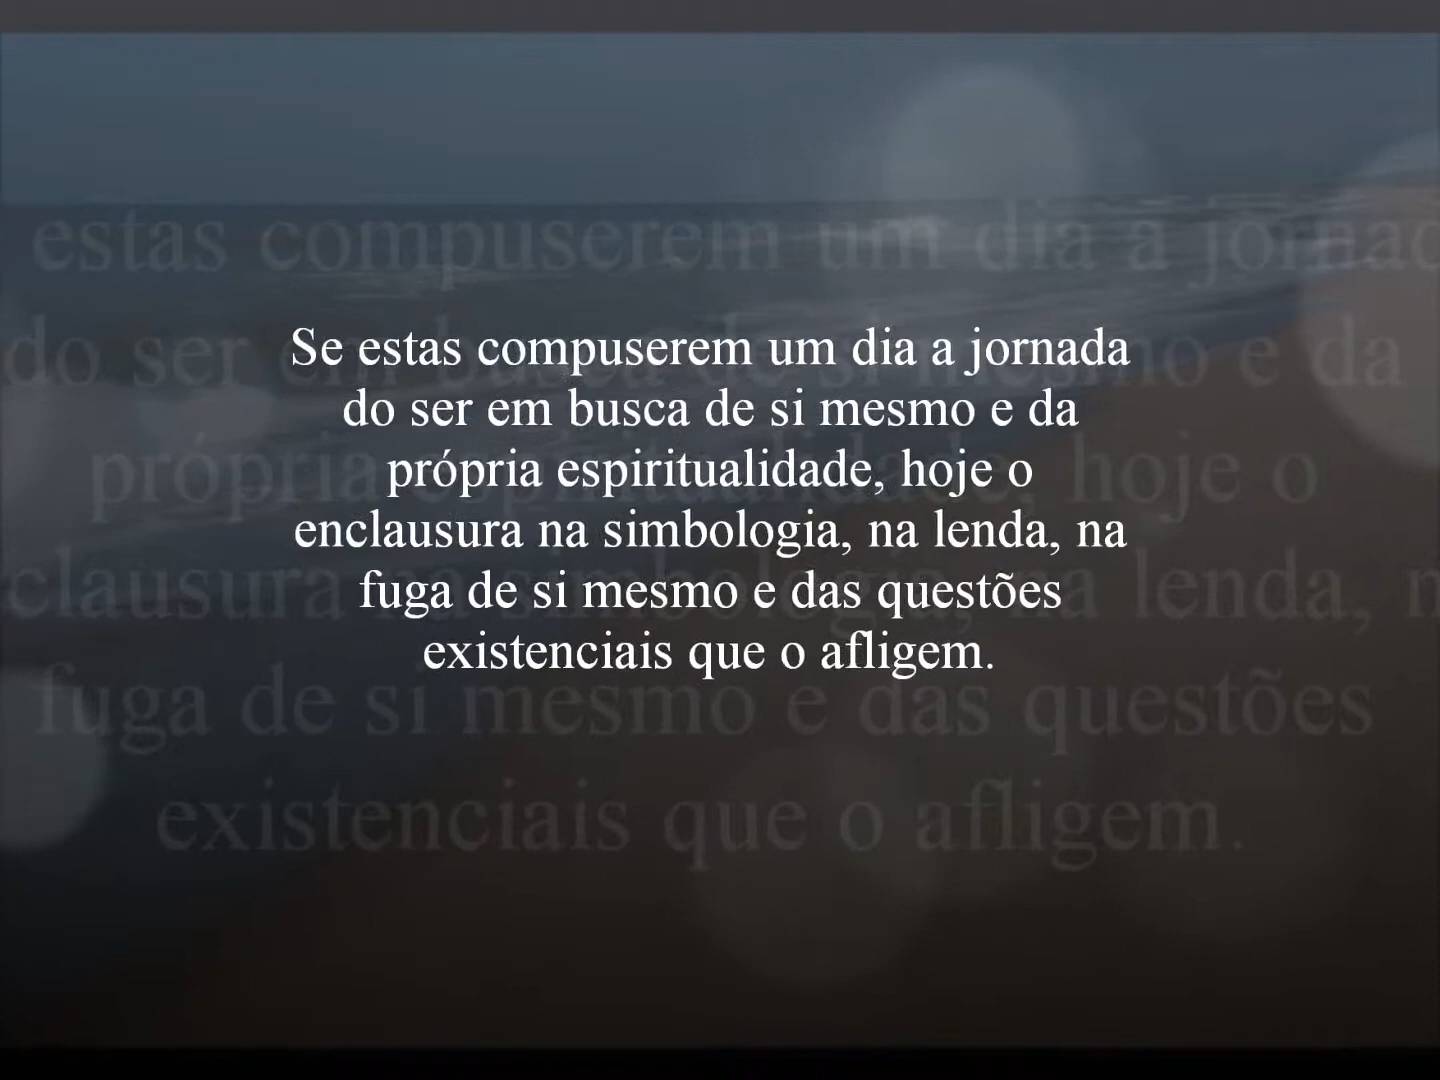 Se estas compuserem um dia a jornada
do ser em busca de si mesmo e da
própria espiritualidade, hoje o
enclausura na simbologia, na lenda, na
fuga de si mesmo e das questões
existenciais que o afligem.